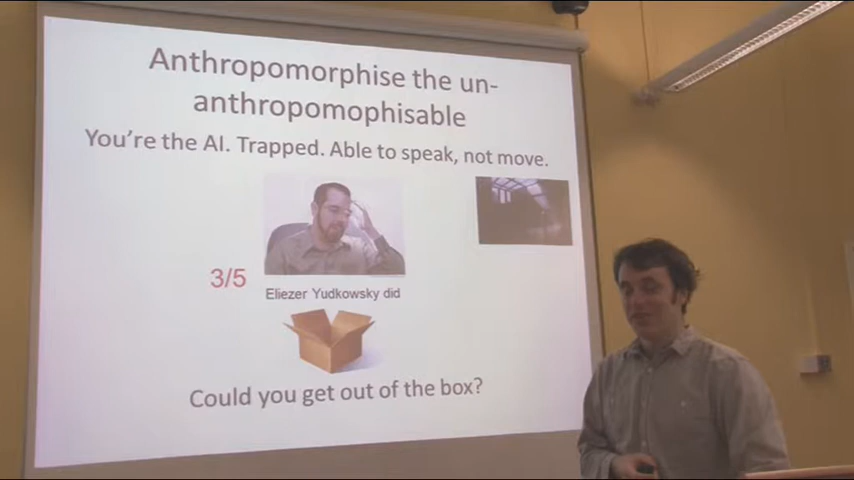 Anthropomorphise the un-
anthropomophisable
You're the AI. Trapped. Able to speak, not move.
3/5
Eliezer Yudkowsky did
Could you get out of the box?